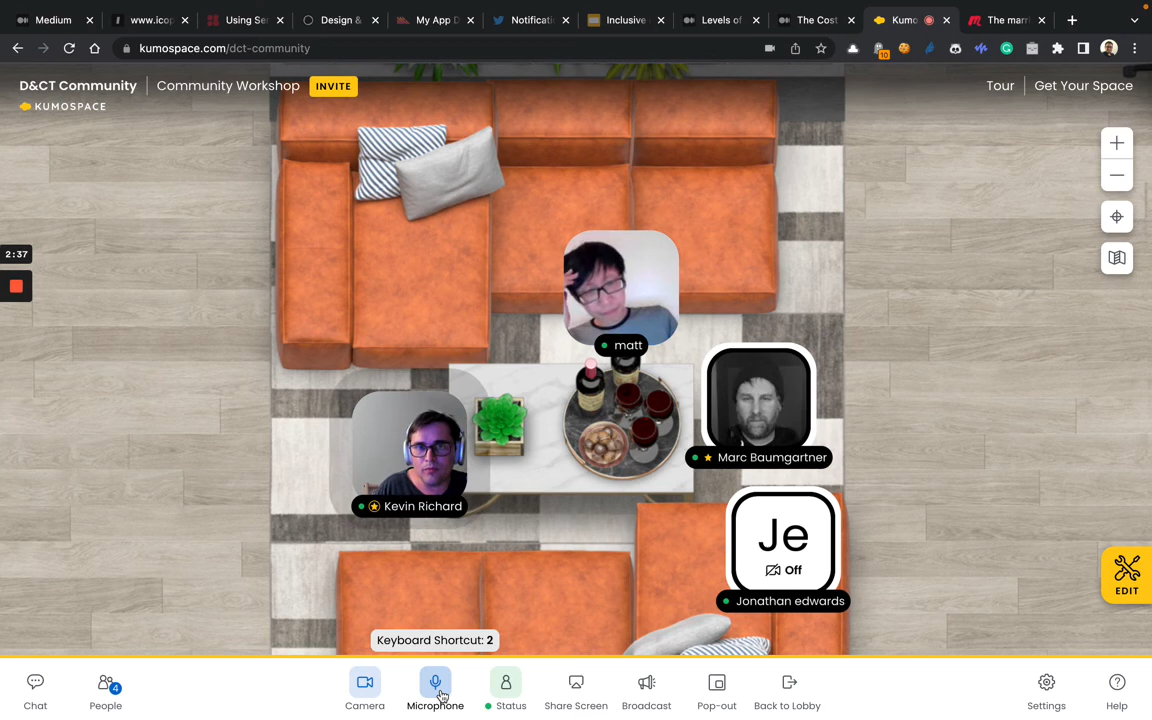 Medium
www.icop
Using Ser
Design &
My App D
Notificati
Inclusive
Levels of
The Cost
Kumo
The marri
kumospace.com/dct-community
10
D&CT Community
Community Workshop
INVITE
Tour
Get Your Space
KUMOSPACE
2:37
matt
Marc Baumgartner
Kevin Richard
Je
Off
Jonathan edwards
EDIT
Keyboard Shortcut: 2
4
Chat
People
Camera
Microphone
Status
Share Screen
Broadcast
Pop-out
Back to Lobby
Settings
Help